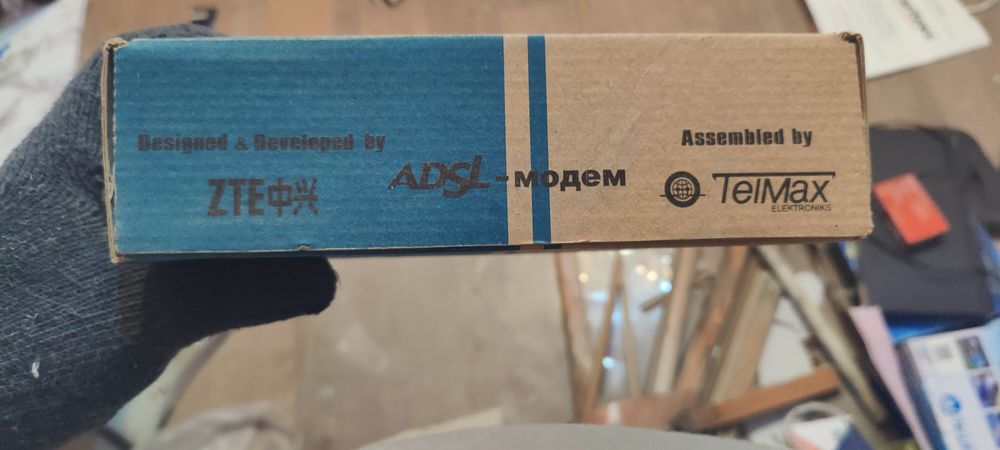 Designed & Developed by
ZTE中兴
ADSL-модем
Assembled by
TelMax
ELEKTRONIKS